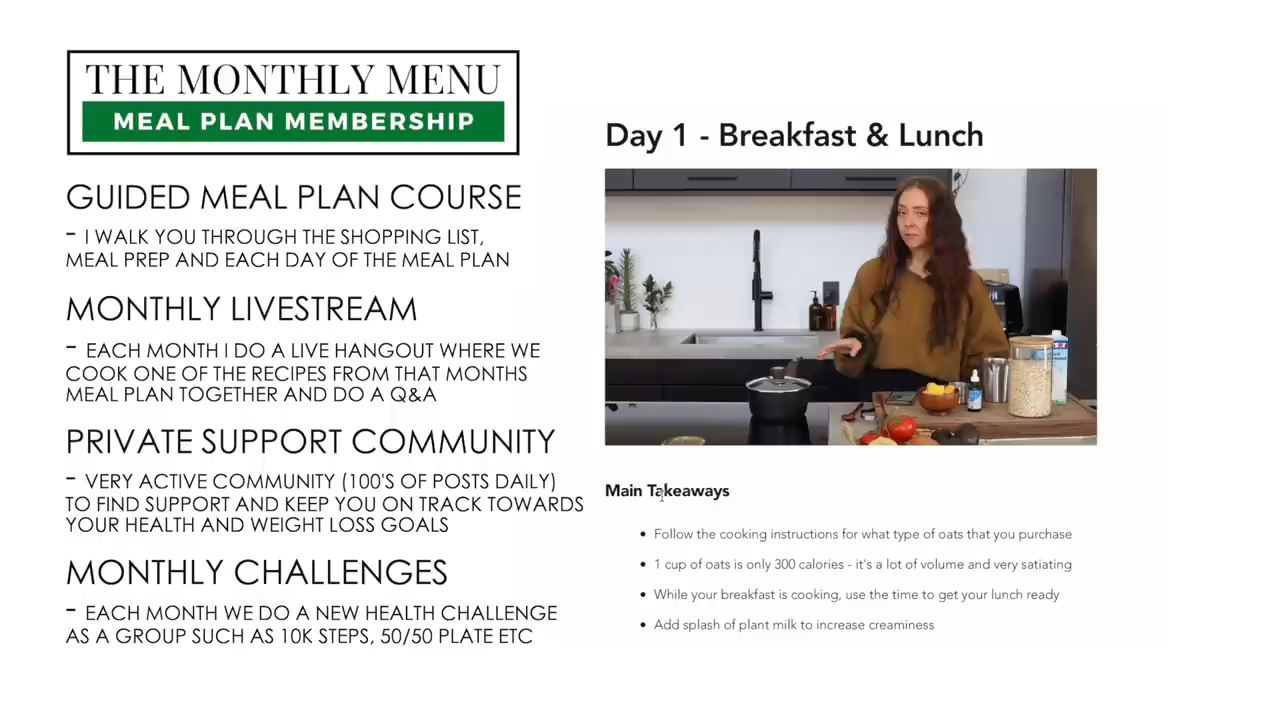 THE MONTHLY MENU
MEAL PLAN MEMBERSHIP
GUIDED MEAL PLAN COURSE
- I WALK YOU THROUGH THE SHOPPING LIST,
MEAL PREP AND EACH DAY OF THE MEAL PLAN
MONTHLY LIVESTREAM
- EACH MONTH I DO A LIVE HANGOUT WHERE WE
COOK ONE OF THE RECIPES FROM THAT MONTHS
MEAL PLAN TOGETHER AND DO A Q&A
PRIVATE SUPPORT COMMUNITY
- VERY ACTIVE COMMUNITY (100'S OF POSTS DAILY)
TO FIND SUPPORT AND KEEP YOU ON TRACK TOWARDS
YOUR HEALTH AND WEIGHT LOSS GOALS
MONTHLY CHALLENGES
- EACH MONTH WE DO A NEW HEALTH CHALLENGE
AS A GROUP SUCH AS 10K STEPS, 50/50 PLATE ETC
Day 1 - Breakfast & Lunch
Main Takeaways
• Follow the cooking instructions for what type of oats that you purchase
• 1 cup of oats is only 300 calories - it's a lot of volume and very satiating
• While your breakfast is cooking, use the time to get your lunch ready
• Add splash of plant milk to increase creaminess